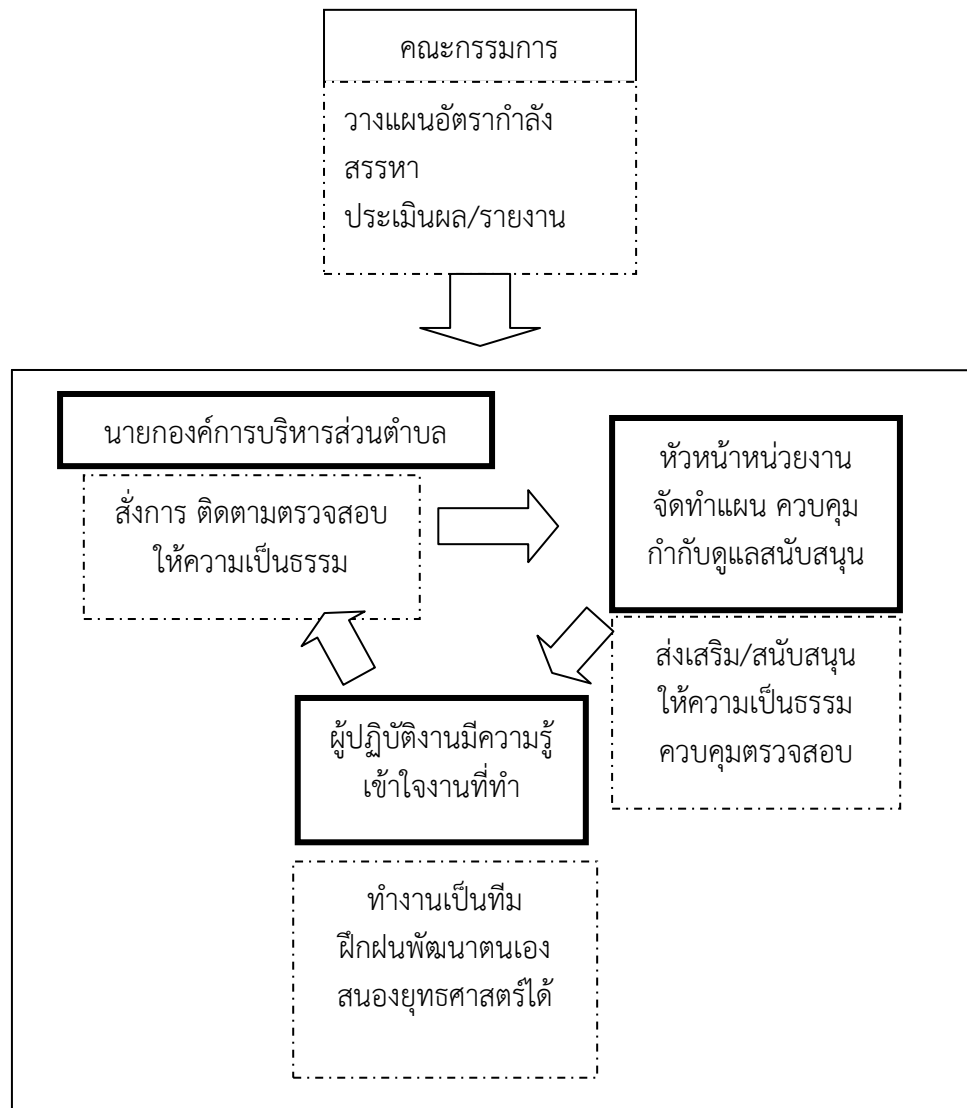 คณะกรรมการ
วางแผนอัตรากำลัง
สรรหา
ประเมินผล/รายงาน
นายกองค์การบริหารส่วนตำบล
สั่งการ ติดตามตรวจสอบ
ให้ความเป็นธรรม
หัวหน้าหน่วยงาน
จัดทำแผน ควบคุม
กำกับดูแลสนับสนุน
ส่งเสริม/สนับสนุน
ให้ความเป็นธรรม
ควบคุมตรวจสอบ
ผู้ปฏิบัติงานมีความรู้
เข้าใจงานที่ทำ
ทำงานเป็นทีม
ฝึกฝนพัฒนาตนเอง
สนองยุทธศาสตร์ได้